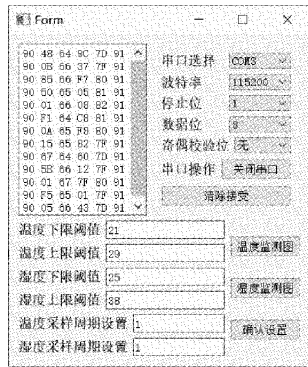 Form
90 4B 64 9C 7D 91
90 0B 66 37 7F 91
90 85 66 F7 80 91
90 50 65 05 81 91
90 01 66 08 82 91
90 F1 64 C8 81 91
90 0A 65 F8 80 91
90 15 65 82 7F 91
90 67 64 60 7D 91
90 5E 66 12 7F 91
90 01 67 7F 80 91
90 F5 65 01 7F 91
90 05 66 43 7D 91
串口选择 COM3
波特率 115200
停止位 1
数据位 8
奇偶校验位 无
串口操作 关闭串口
清除接受
温度下限阈值 21
温度上限阈值 29
温度监测图
湿度下限阈值 25
湿度上限阈值 38
湿度监测图
温度采样周期设置 1
湿度采样周期设置 1
确认设置